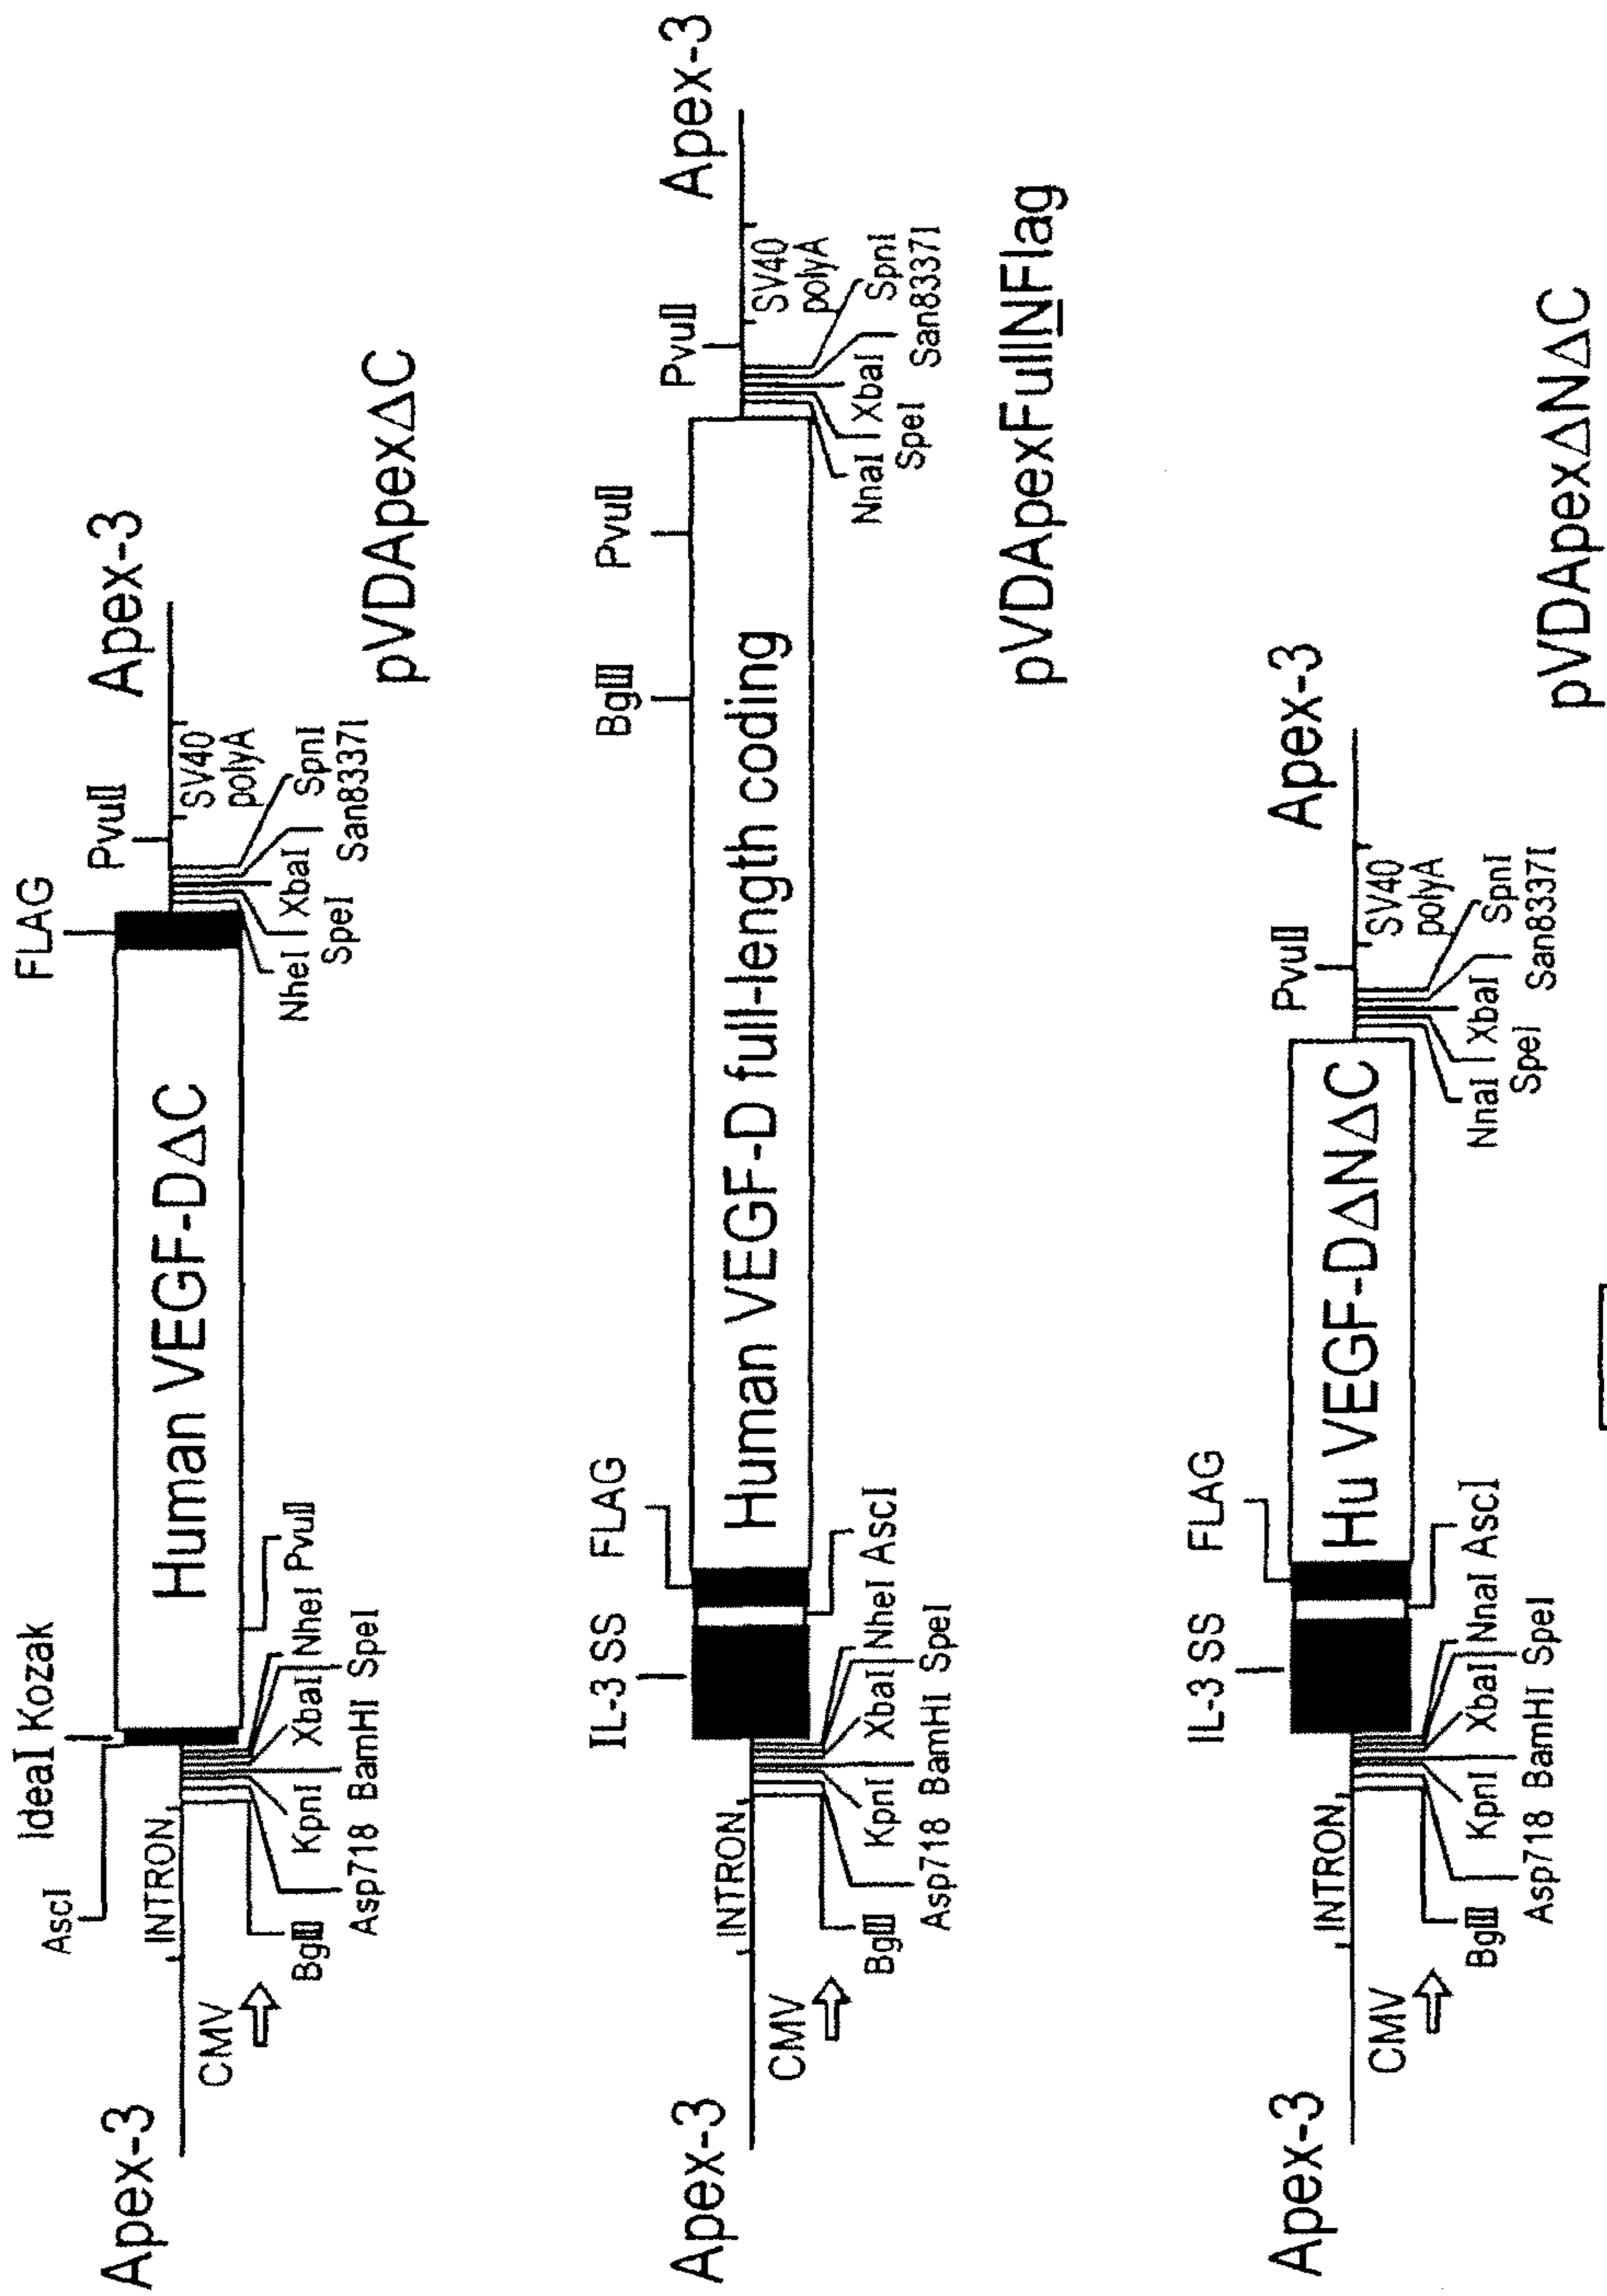 AscI Ideal Kozak FLAG
Apex-3 INTRON PvuII Apex-3
CMV Human VEGF-DΔC SV40
polyA
BglII KpnI XbaI NheI PvuII NheI XbaI SpnI
Asp718 BamHI SpeI SpeI San8337I
pVDApexΔC
IL-3 SS FLAG BglII PvuII
Apex-3 INTRON PvuII Apex-3
CMV Human VEGF-D full-length coding SV40
polyA
BglII KpnI XbaI NheI AscI NnaI XbaI SpnI
Asp718 BamHI SpeI SpeI San8337I
pVDApexFullNFlag
IL-3 SS FLAG
Apex-3 INTRON PvuII Apex-3
CMV Hu VEGF-DΔNΔC SV40
polyA
BglII KpnI XbaI NnaI AscI NnaI XbaI SpnI
Asp718 BamHI SpeI SpeI San8337I
pVDApexΔNΔC